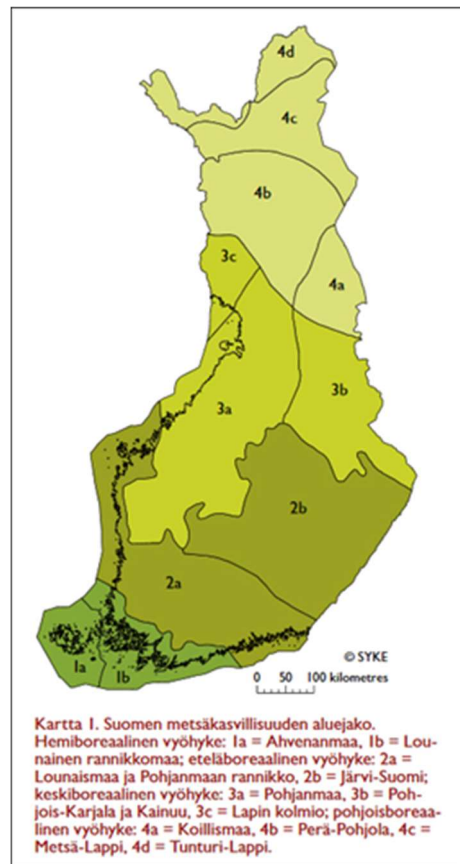 4d
4c
4b
3c
4a
3b
3a
2b
2a
1a
1b
© SYKE
0 50 100 kilometres
Kartta 1. Suomen metsäkasvillisuuden aluejako.
Hemiboreaalinen vyöhyke: 1a = Ahvenanmaa, 1b = Lou-
nainen rannikkomaa; eteläboreaalinen vyöhyke: 2a =
Lounaismaa ja Pohjanmaan rannikko, 2b = Järvi-Suomi;
keskiboreaalinen vyöhyke: 3a = Pohjanmaa, 3b = Poh-
jois-Karjala ja Kainuu, 3c = Lapin kolmio; pohjoisboreaa-
linen vyöhyke: 4a = Koillismaa, 4b = Perä-Pohjola, 4c =
Metsä-Lappi, 4d = Tunturi-Lappi.